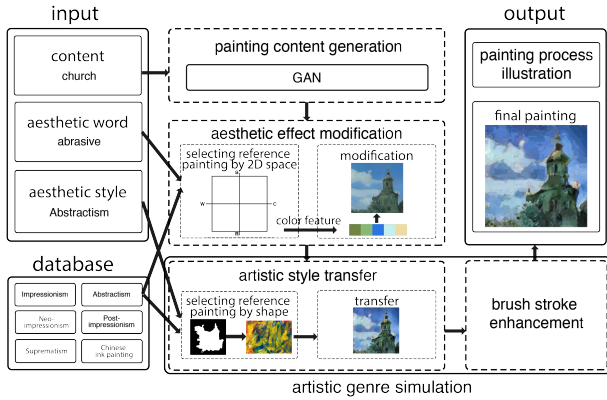 input
content
church
aesthetic word
abrasive
aesthetic style
Abstractism
database
Impressionism
Abstractism
Neo-
impressionism
Post-
impressionism
Suprematism
Chinese
ink painting
painting content generation
GAN
aesthetic effect modification
selecting reference
painting by 2D space
W
C
color feature
modification
artistic style transfer
selecting reference
painting by shape
transfer
brush stroke
enhancement
artistic genre simulation
output
painting process
illustration
final painting